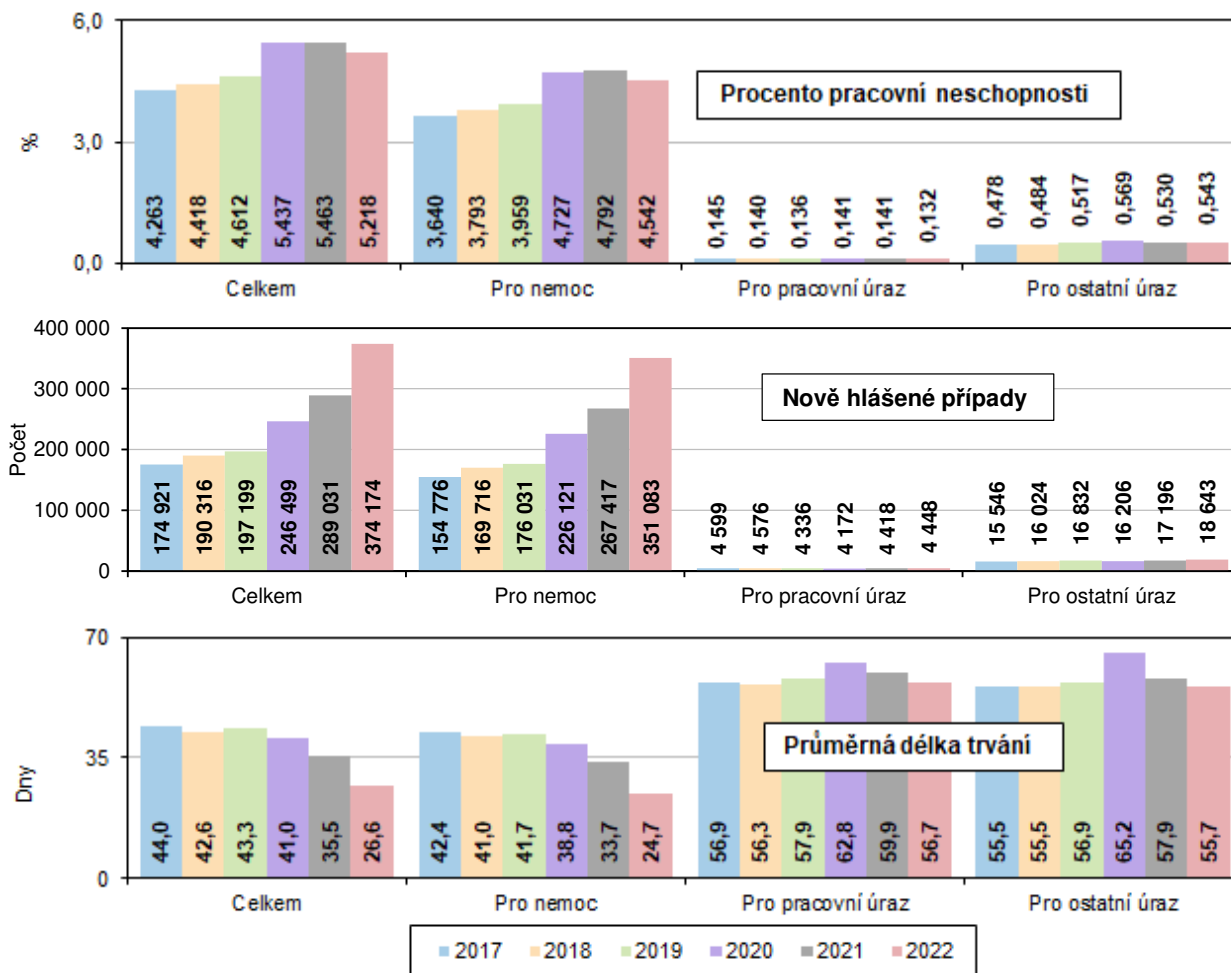 6,0
Procento pracovní neschopnosti
%
3,0
4,263 4,418 4,612 5,437 5,463 5,218 3,640 3,793 3,959 4,727 4,792 4,542 0,145 0,140 0,136 0,141 0,141 0,132 0,478 0,484 0,517 0,569 0,530 0,543
0,0
Celkem Pro nemoc Pro pracovní úraz Pro ostatní úraz
400 000
300 000
Nově hlášené případy
Počet
200 000
100 000
174 921 190 316 197 199 246 499 289 031 374 174 154 776 169 716 176 031 226 121 267 417 351 083 4 599 4 576 4 336 4 172 4 418 4 448 15 546 16 024 16 832 16 206 17 196 18 643
0
Celkem Pro nemoc Pro pracovní úraz Pro ostatní úraz
70
Průměrná délka trvání
Dny
35
44,0 42,6 43,3 41,0 35,5 26,6 42,4 41,0 41,7 38,8 33,7 24,7 56,9 56,3 57,9 62,8 59,9 56,7 55,5 55,5 56,9 65,2 57,9 55,7
0
Celkem Pro nemoc Pro pracovní úraz Pro ostatní úraz
2017 2018 2019 2020 2021 2022